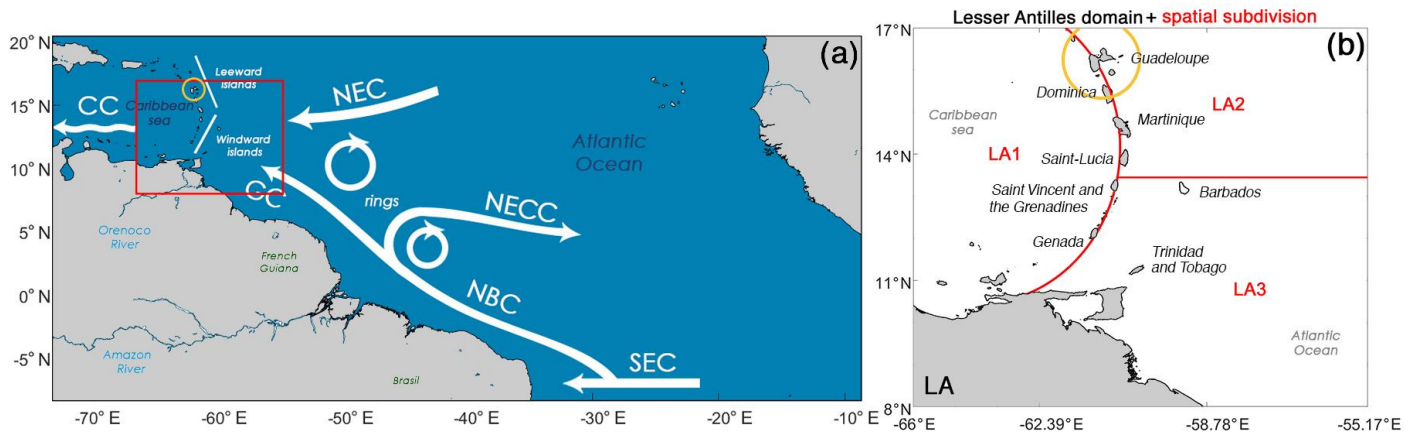 20° N
15° N
10° N
5° N
0° N
-5° N
-70° E
-60° E
-50° E
-40° E
-30° E
-20° E
-10° E
(a)
Leeward
islands
CC
Caribbean
sea
Windward
islands
NEC
Atlantic
Ocean
CC
rings
NECC
Orenoco
River
French
Guiana
NBC
Amazon
River
Brasil
SEC
Lesser Antilles domain + spatial subdivision
17°N
14°N
11°N
8°N
-66°E
-62.39°E
-58.78°E
-55.17°E
(b)
Guadeloupe
Dominica
LA2
Caribbean
sea
Martinique
LA1
Saint-Lucia
Saint Vincent and
the Grenadines
Barbados
Genada
Trinidad
and Tobago
LA3
Atlantic
Ocean
LA